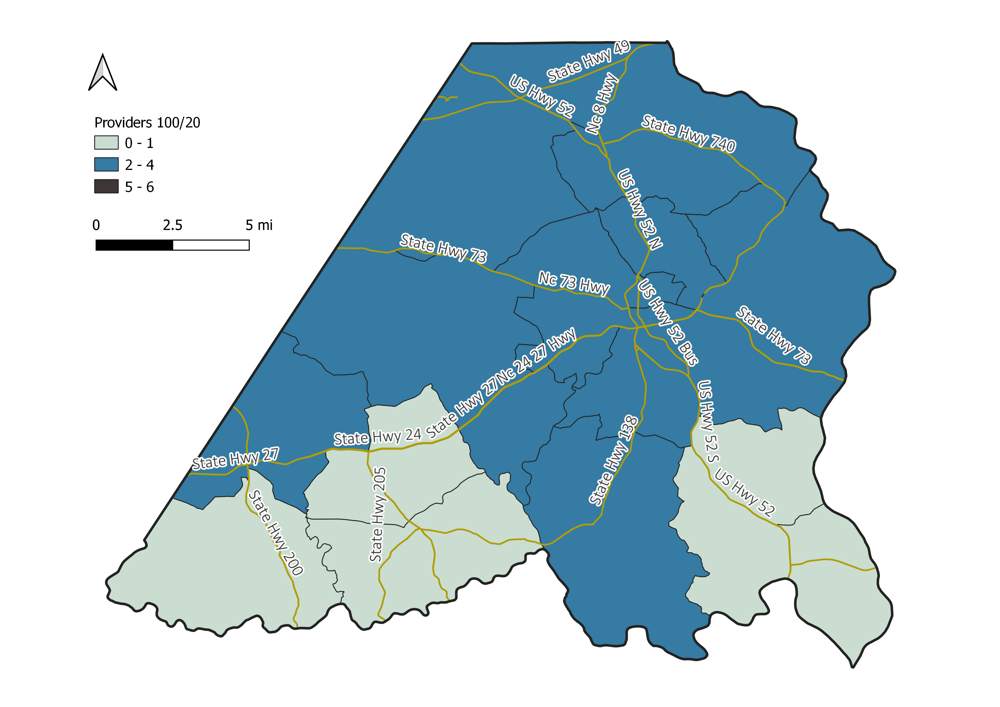 State Hwy 49
US Hwy 52
Nc 8 Hwy
Providers 100/20
0 - 1
2 - 4
5 - 6
State Hwy 740
US Hwy 52 N
0 2.5 5 mi
State Hwy 73
Nc 73 Hwy
US Hwy 52 Bus
State Hwy 73
Nc 24 27 Hwy
State Hwy 27
US Hwy 52 S
State Hwy 24
State Hwy 138
State Hwy 27
State Hwy 205
US Hwy 52
State Hwy 200